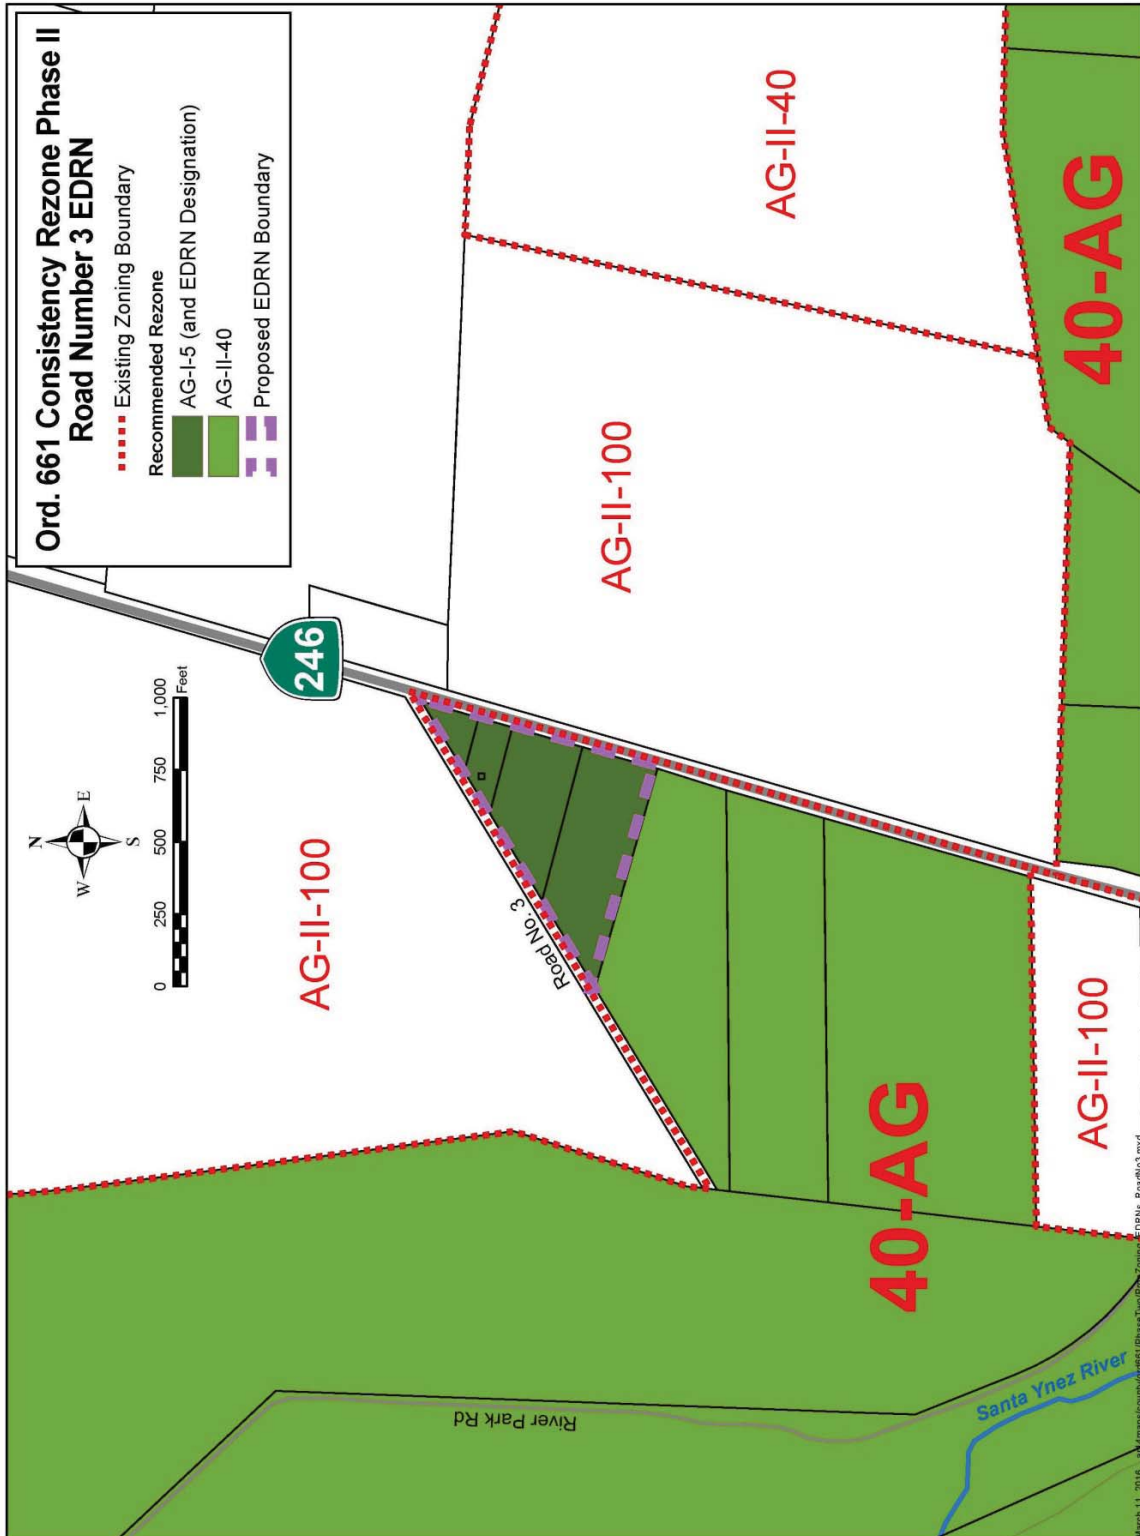 Ord. 661 Consistency Rezone Phase II
Road Number 3 EDRN
Existing Zoning Boundary
Recommended Rezone
AG-I-5 (and EDRN Designation)
AG-II-40
Proposed EDRN Boundary
N
W
E
S
0
250
500
750
1,000
Feet
246
AG-II-100
Road No. 3
AG-II-100
AG-II-40
40-AG
40-AG
AG-II-100
River Park Rd
Santa Ynez River